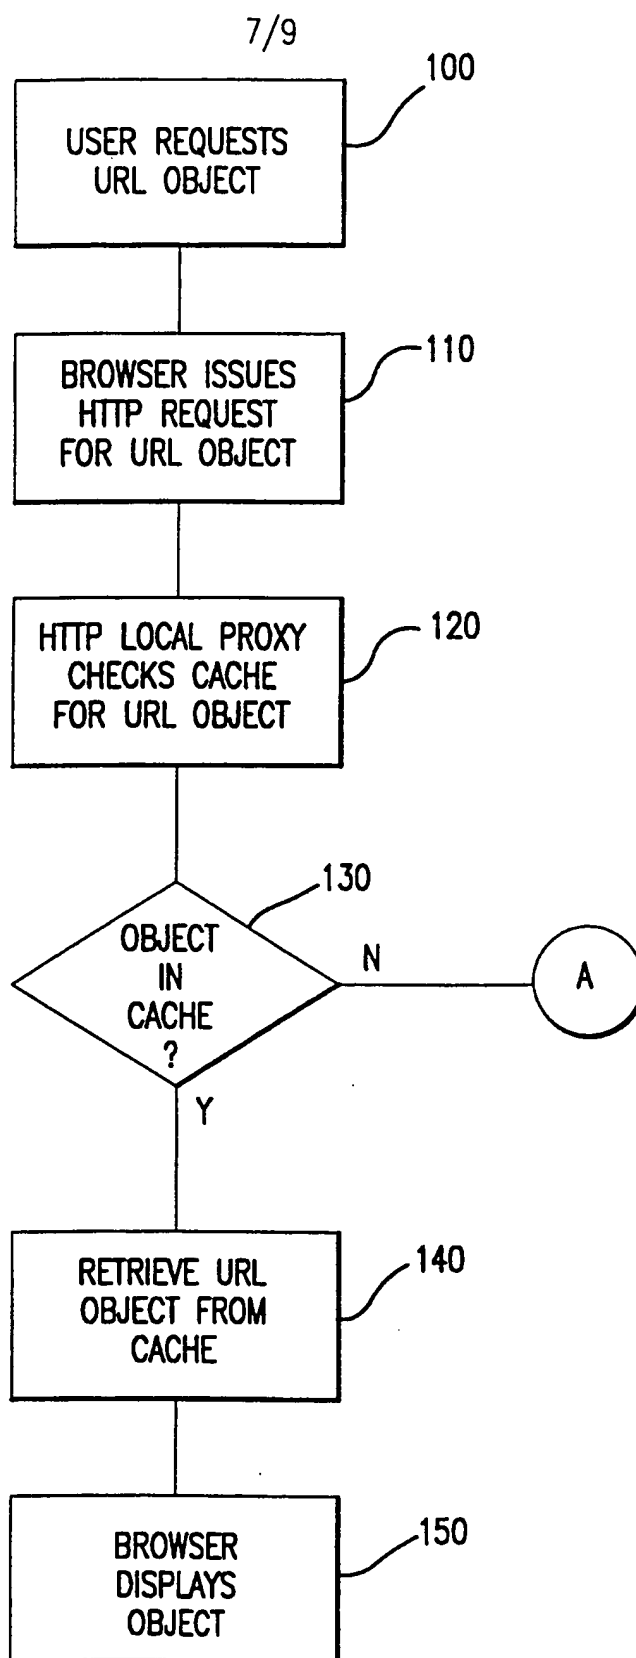 7/9
100
USER REQUESTS
URL OBJECT
110
BROWSER ISSUES
HTTP REQUEST
FOR URL OBJECT
120
HTTP LOCAL PROXY
CHECKS CACHE
FOR URL OBJECT
130
OBJECT
IN
CACHE
?
N
A
Y
140
RETRIEVE URL
OBJECT FROM
CACHE
150
BROWSER
DISPLAYS
OBJECT